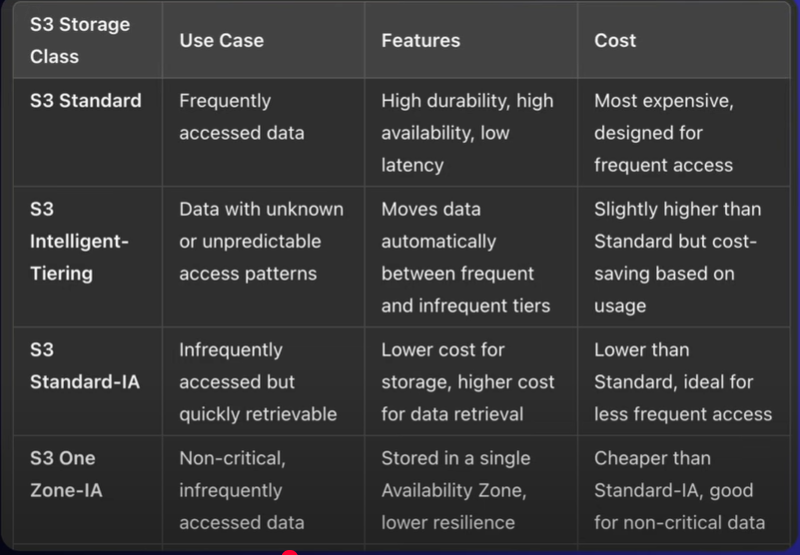 S3 Storage
Class
Use Case
Features
Cost
S3 Standard
Frequently
accessed data
High durability, high
availability, low
latency
Most expensive,
designed for
frequent access
S3
Intelligent-
Tiering
Data with unknown
or unpredictable
access patterns
Moves data
automatically
between frequent
and infrequent tiers
Slightly higher than
Standard but cost-
saving based on
usage
S3
Standard-IA
Infrequently
accessed but
quickly retrievable
Lower cost for
storage, higher cost
for data retrieval
Lower than
Standard, ideal for
less frequent access
S3 One
Zone-IA
Non-critical,
infrequently
accessed data
Stored in a single
Availability Zone,
lower resilience
Cheaper than
Standard-IA, good
for non-critical data